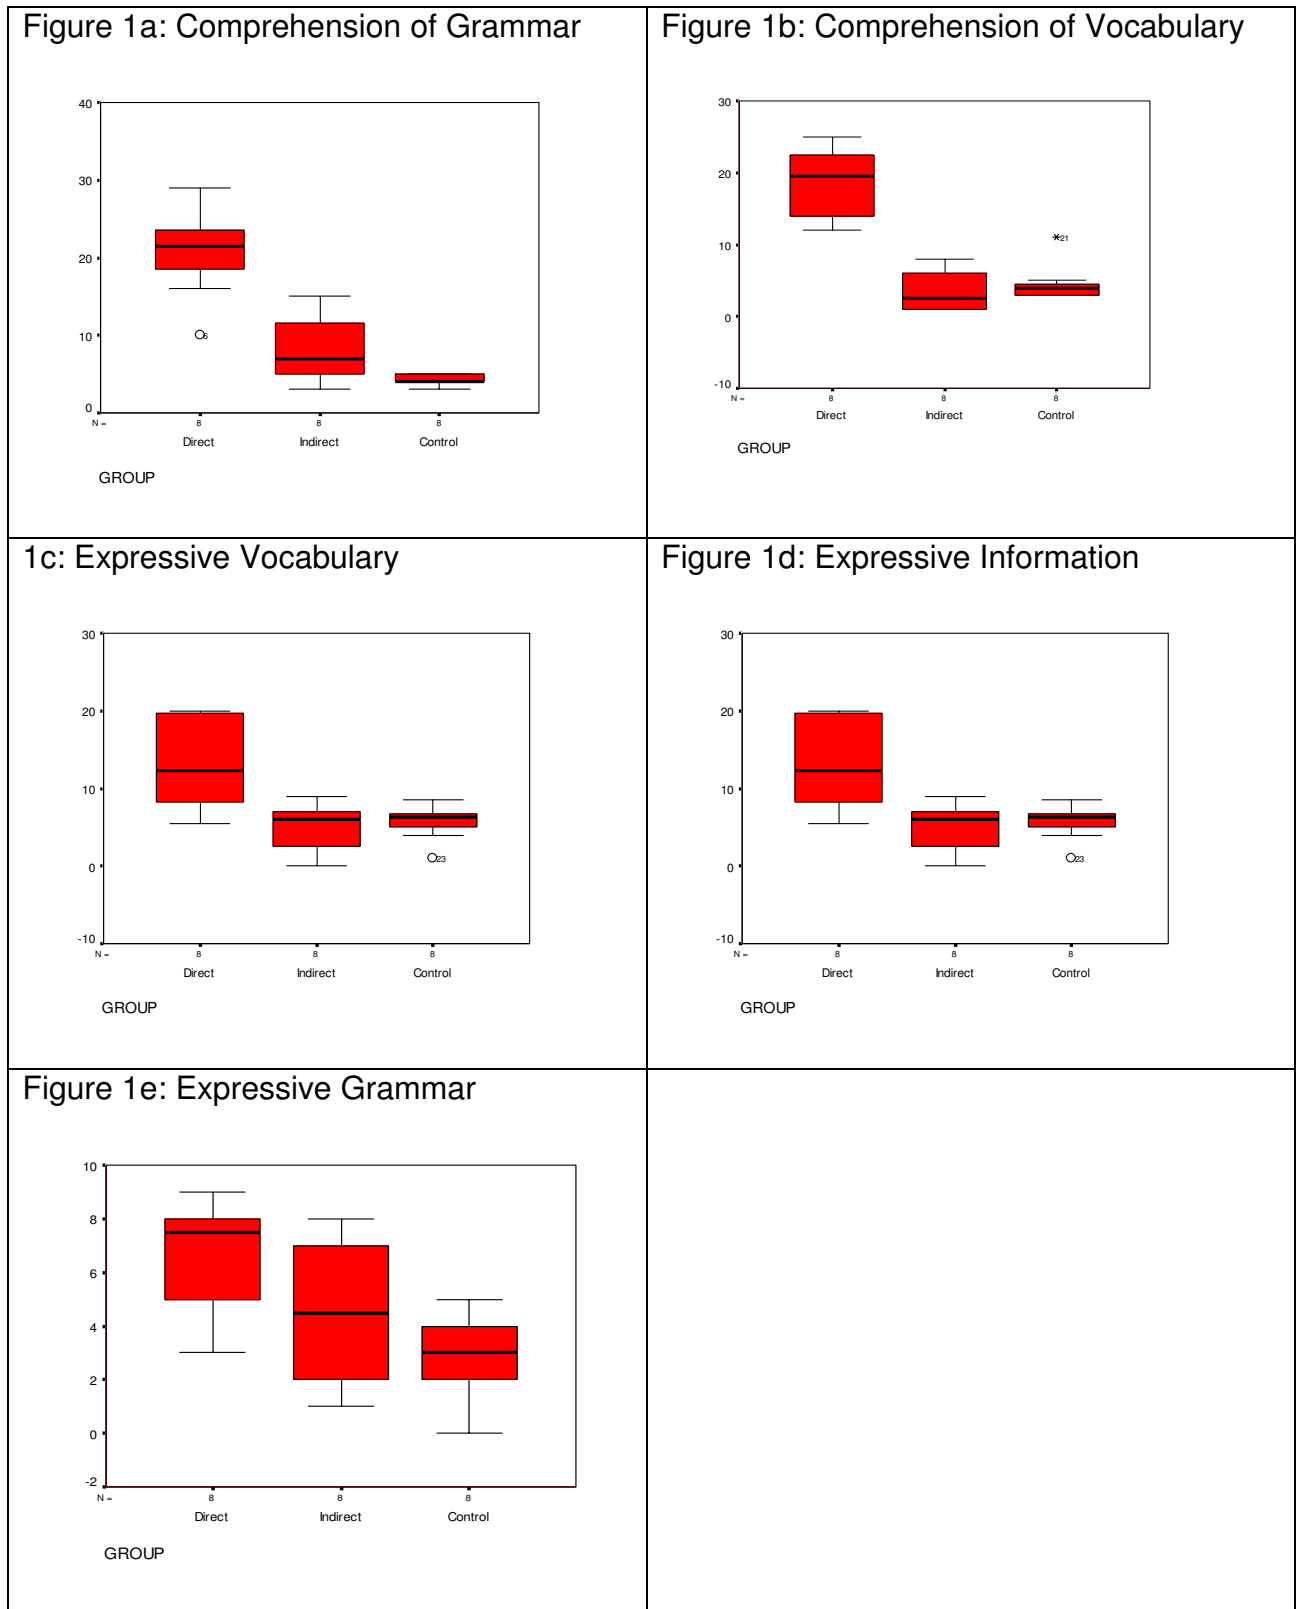 Figure 1a: Comprehension of Grammar
40
30
20
10
0
6
N =
8
8
8
Direct
Indirect
Control
GROUP
Figure 1b: Comprehension of Vocabulary
30
20
10
0
-10
21
N =
8
8
8
Direct
Indirect
Control
GROUP
1c: Expressive Vocabulary
30
20
10
0
-10
23
N =
8
8
8
Direct
Indirect
Control
GROUP
Figure 1d: Expressive Information
30
20
10
0
-10
23
N =
8
8
8
Direct
Indirect
Control
GROUP
Figure 1e: Expressive Grammar
10
8
6
4
2
0
-2
N =
8
8
8
Direct
Indirect
Control
GROUP